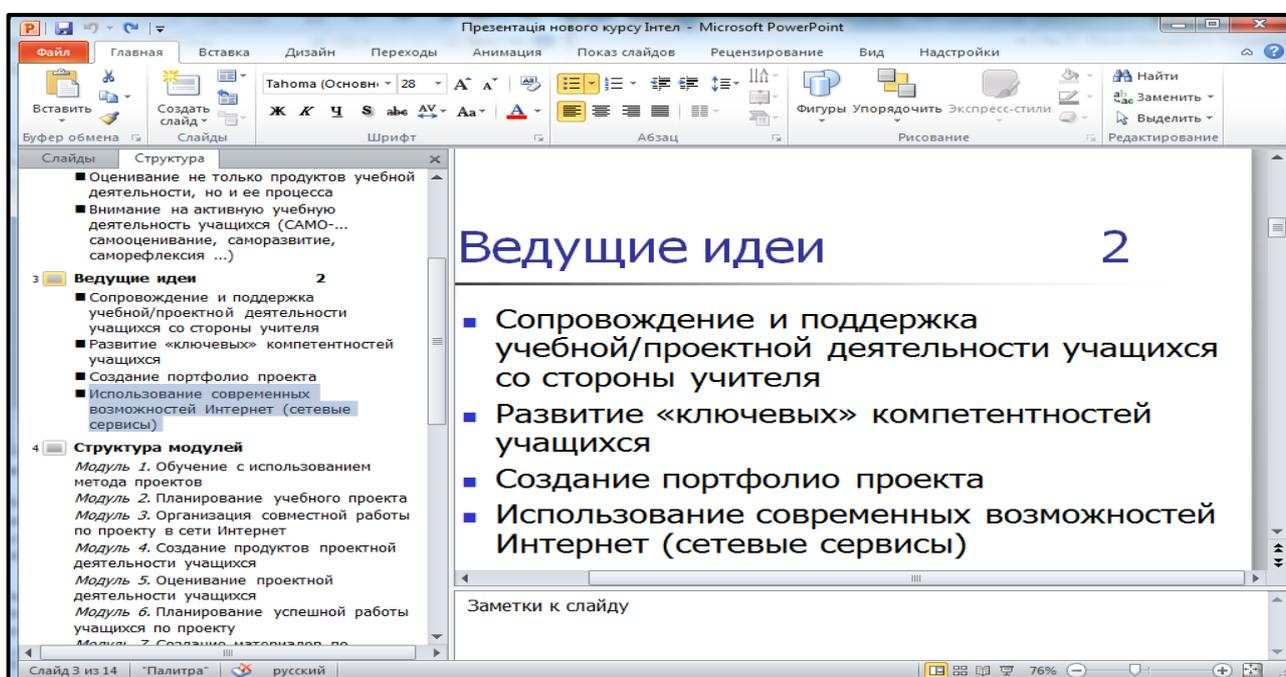 Презентація нового курсу Інтел - Microsoft PowerPoint
Файл Главная Вставка Дизайн Переходы Анимация Показ слайдов Рецензирование Вид Надстройки
Вставить
Создать слайд
Tahoma (Основн 28
Ж К Ч S abc AV Aa A
Фигуры Упорядочить Экспресс-стили
Найти
Заменить
Выделить
Буфер обмена Слайды Шрифт Абзац Рисование Редактирование
Слайды Структура
Оценивание не только продуктов учебной
деятельности, но и ее процесса
Внимание на активную учебную
деятельность учащихся (САМО-...
самооценивание, саморазвитие,
саморефлексия ...)
3 Ведущие идеи 2
Сопровождение и поддержка
учебной/проектной деятельности
учащихся со стороны учителя
Развитие «ключевых» компетентностей
учащихся
Создание портфолио проекта
Использование современных
возможностей Интернет (сетевые
сервисы)
4 Структура модулей
Модуль 1. Обучение с использованием
метода проектов
Модуль 2. Планирование учебного проекта
Модуль 3. Организация совместной работы
по проекту в сети Интернет
Модуль 4. Создание продуктов проектной
деятельности учащихся
Модуль 5. Оценивание проектной
деятельности учащихся
Модуль 6. Планирование успешной работы
учащихся по проекту
Модуль 7. Создание материалов по
Ведущие идеи 2
Сопровождение и поддержка
учебной/проектной деятельности учащихся
со стороны учителя
Развитие «ключевых» компетентностей
учащихся
Создание портфолио проекта
Использование современных возможностей
Интернет (сетевые сервисы)
Заметки к слайду
Слайд 3 из 14 "Палитра" русский 76%